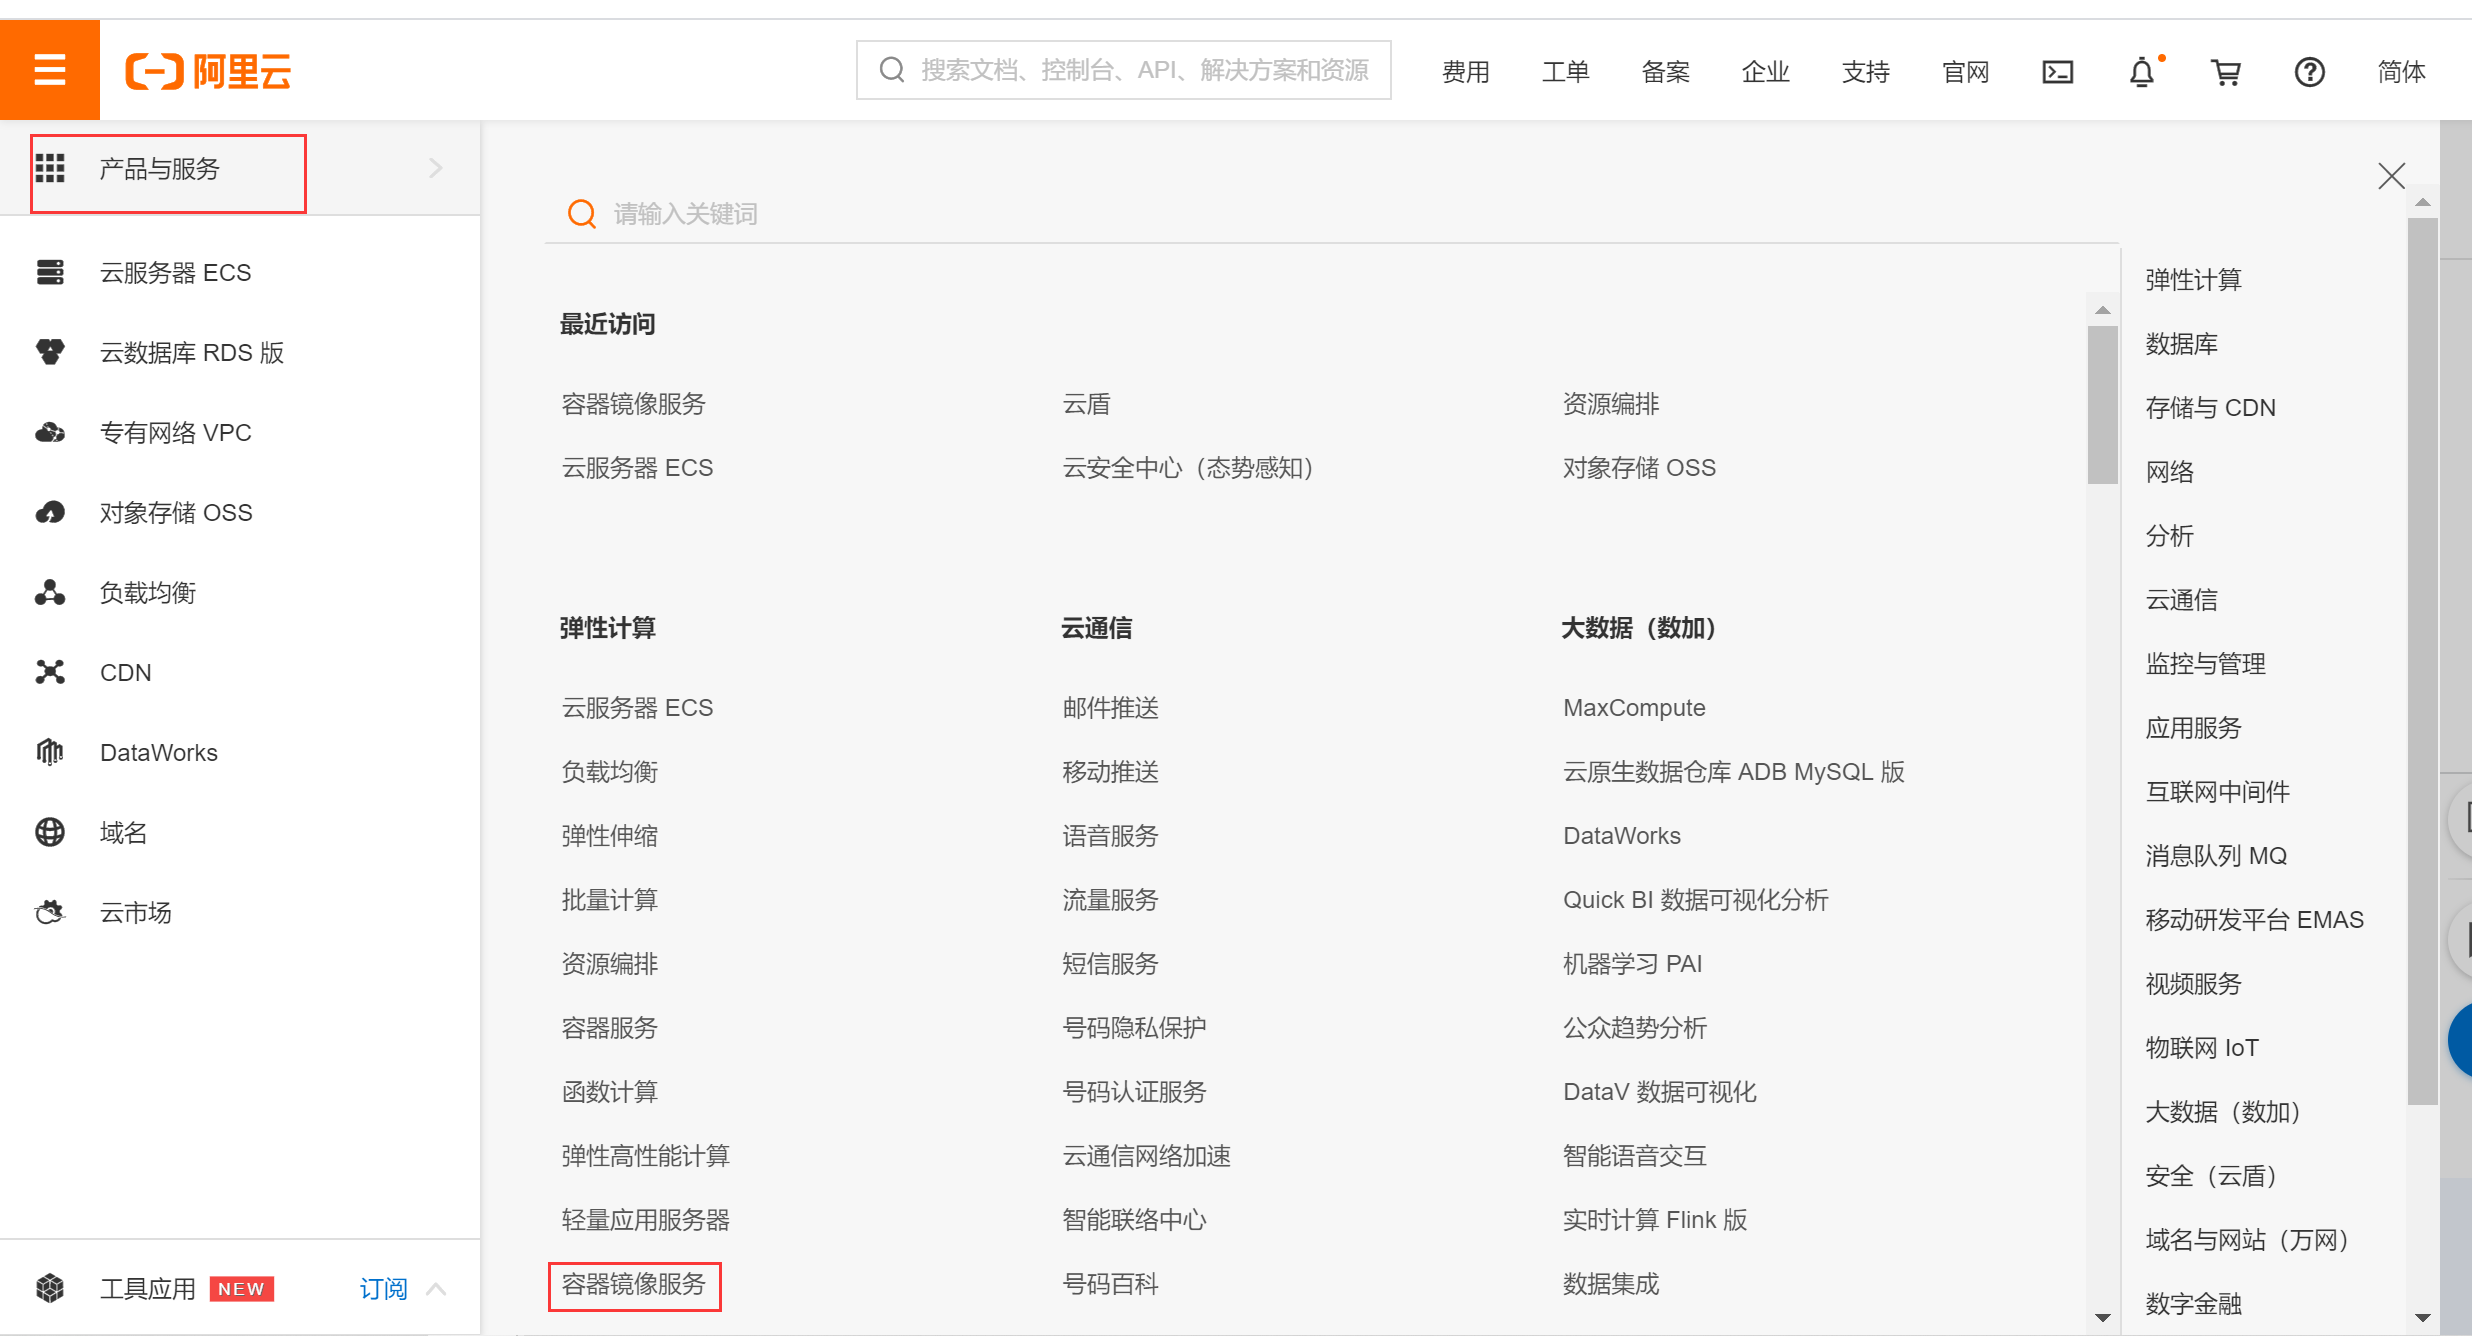 阿里云
搜索文档、控制台、API、解决方案和资源
费用
工单
备案
企业
支持
官网
简体
产品与服务
云服务器 ECS
云数据库 RDS 版
专有网络 VPC
对象存储 OSS
负载均衡
CDN
DataWorks
域名
云市场
工具应用 NEW 订阅
请输入关键词
最近访问
容器镜像服务
云盾
资源编排
云服务器 ECS
云安全中心（态势感知）
对象存储 OSS
弹性计算
云服务器 ECS
负载均衡
弹性伸缩
批量计算
资源编排
容器服务
函数计算
弹性高性能计算
轻量应用服务器
容器镜像服务
云通信
邮件推送
移动推送
语音服务
流量服务
短信服务
号码隐私保护
号码认证服务
云通信网络加速
智能联络中心
号码百科
大数据（数加）
MaxCompute
云原生数据仓库 ADB MySQL 版
DataWorks
Quick BI 数据可视化分析
机器学习 PAI
公众趋势分析
DataV 数据可视化
智能语音交互
实时计算 Flink 版
数据集成
弹性计算
数据库
存储与 CDN
网络
分析
云通信
监控与管理
应用服务
互联网中间件
消息队列 MQ
移动研发平台 EMAS
视频服务
物联网 IoT
大数据（数加）
安全（云盾）
域名与网站（万网）
数字金融